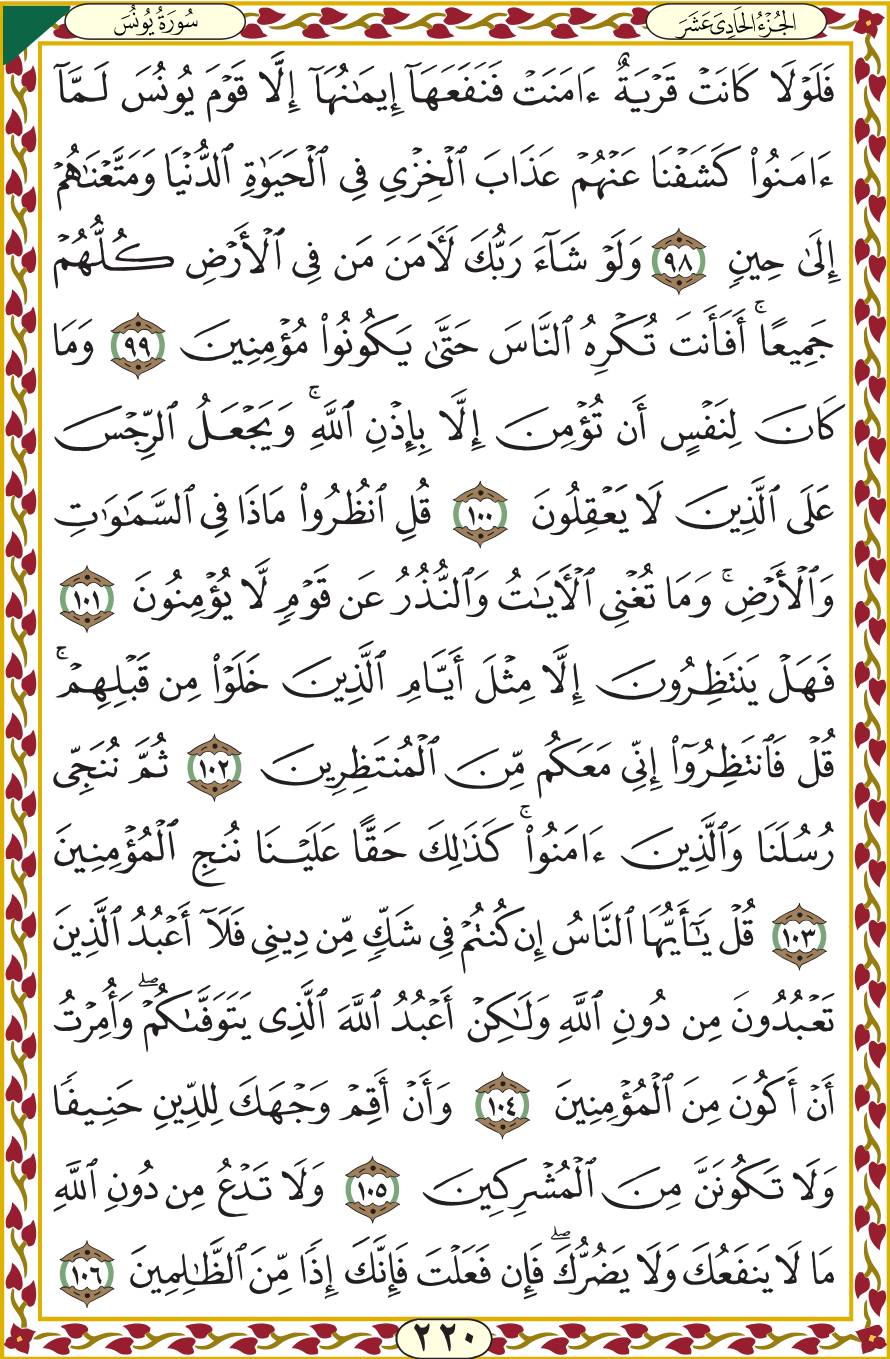 الجُزْءُ الحَادِىَ عَشَرَ
سُورَةُ يُونُسَ
فَلَوْلَا كَانَتْ قَرْيَةٌ ءَامَنَتْ فَنَفَعَهَآ إِيمَٰنُهَآ إِلَّا قَوْمَ يُونُسَ لَمَّآ
ءَامَنُوا۟ كَشَفْنَا عَنْهُمْ عَذَابَ ٱلْخِزْىِ فِى ٱلْحَيَوٰةِ ٱلدُّنْيَا وَمَتَّعْنَٰهُمْ
إِلَىٰ حِينٍ ٩٨ وَلَوْ شَآءَ رَبُّكَ لَـَٔامَنَ مَن فِى ٱلْأَرْضِ كُلُّهُمْ
جَمِيعًا ۚ أَفَأَنتَ تُكْرِهُ ٱلنَّاسَ حَتَّىٰ يَكُونُوا۟ مُؤْمِنِينَ ٩٩ وَمَا
كَانَ لِنَفْسٍ أَن تُؤْمِنَ إِلَّا بِإِذْنِ ٱللَّهِ ۚ وَيَجْعَلُ ٱلرِّجْسَ
عَلَى ٱلَّذِينَ لَا يَعْقِلُونَ ١٠٠ قُلِ ٱنظُرُوا۟ مَاذَا فِى ٱلسَّمَٰوَٰتِ
وَٱلْأَرْضِ ۚ وَمَا تُغْنِى ٱلْـَٔايَٰتُ وَٱلنُّذُرُ عَن قَوْمٍ لَّا يُؤْمِنُونَ ١٠١
فَهَلْ يَنتَظِرُونَ إِلَّا مِثْلَ أَيَّامِ ٱلَّذِينَ خَلَوْا۟ مِن قَبْلِهِمْ ۚ
قُلْ فَٱنتَظِرُوٓا۟ إِنِّى مَعَكُم مِّنَ ٱلْمُنتَظِرِينَ ١٠٢ ثُمَّ نُنَجِّى
رُسُلَنَا وَٱلَّذِينَ ءَامَنُوا۟ ۚ كَذَٰلِكَ حَقًّا عَلَيْنَا نُنجِ ٱلْمُؤْمِنِينَ
١٠٣ قُلْ يَٰٓأَيُّهَا ٱلنَّاسُ إِن كُنتُمْ فِى شَكٍّ مِّن دِينِى فَلَآ أَعْبُدُ ٱلَّذِينَ
تَعْبُدُونَ مِن دُونِ ٱللَّهِ وَلَٰكِنْ أَعْبُدُ ٱللَّهَ ٱلَّذِى يَتَوَفَّىٰكُمْ ۖ وَأُمِرْتُ
أَنْ أَكُونَ مِنَ ٱلْمُؤْمِنِينَ ١٠٤ وَأَنْ أَقِمْ وَجْهَكَ لِلدِّينِ حَنِيفًا
وَلَا تَكُونَنَّ مِنَ ٱلْمُشْرِكِينَ ١٠٥ وَلَا تَدْعُ مِن دُونِ ٱللَّهِ
مَا لَا يَنفَعُكَ وَلَا يَضُرُّكَ ۖ فَإِن فَعَلْتَ فَإِنَّكَ إِذًا مِّنَ ٱلظَّٰلِمِينَ ١٠٦
٢٢٠